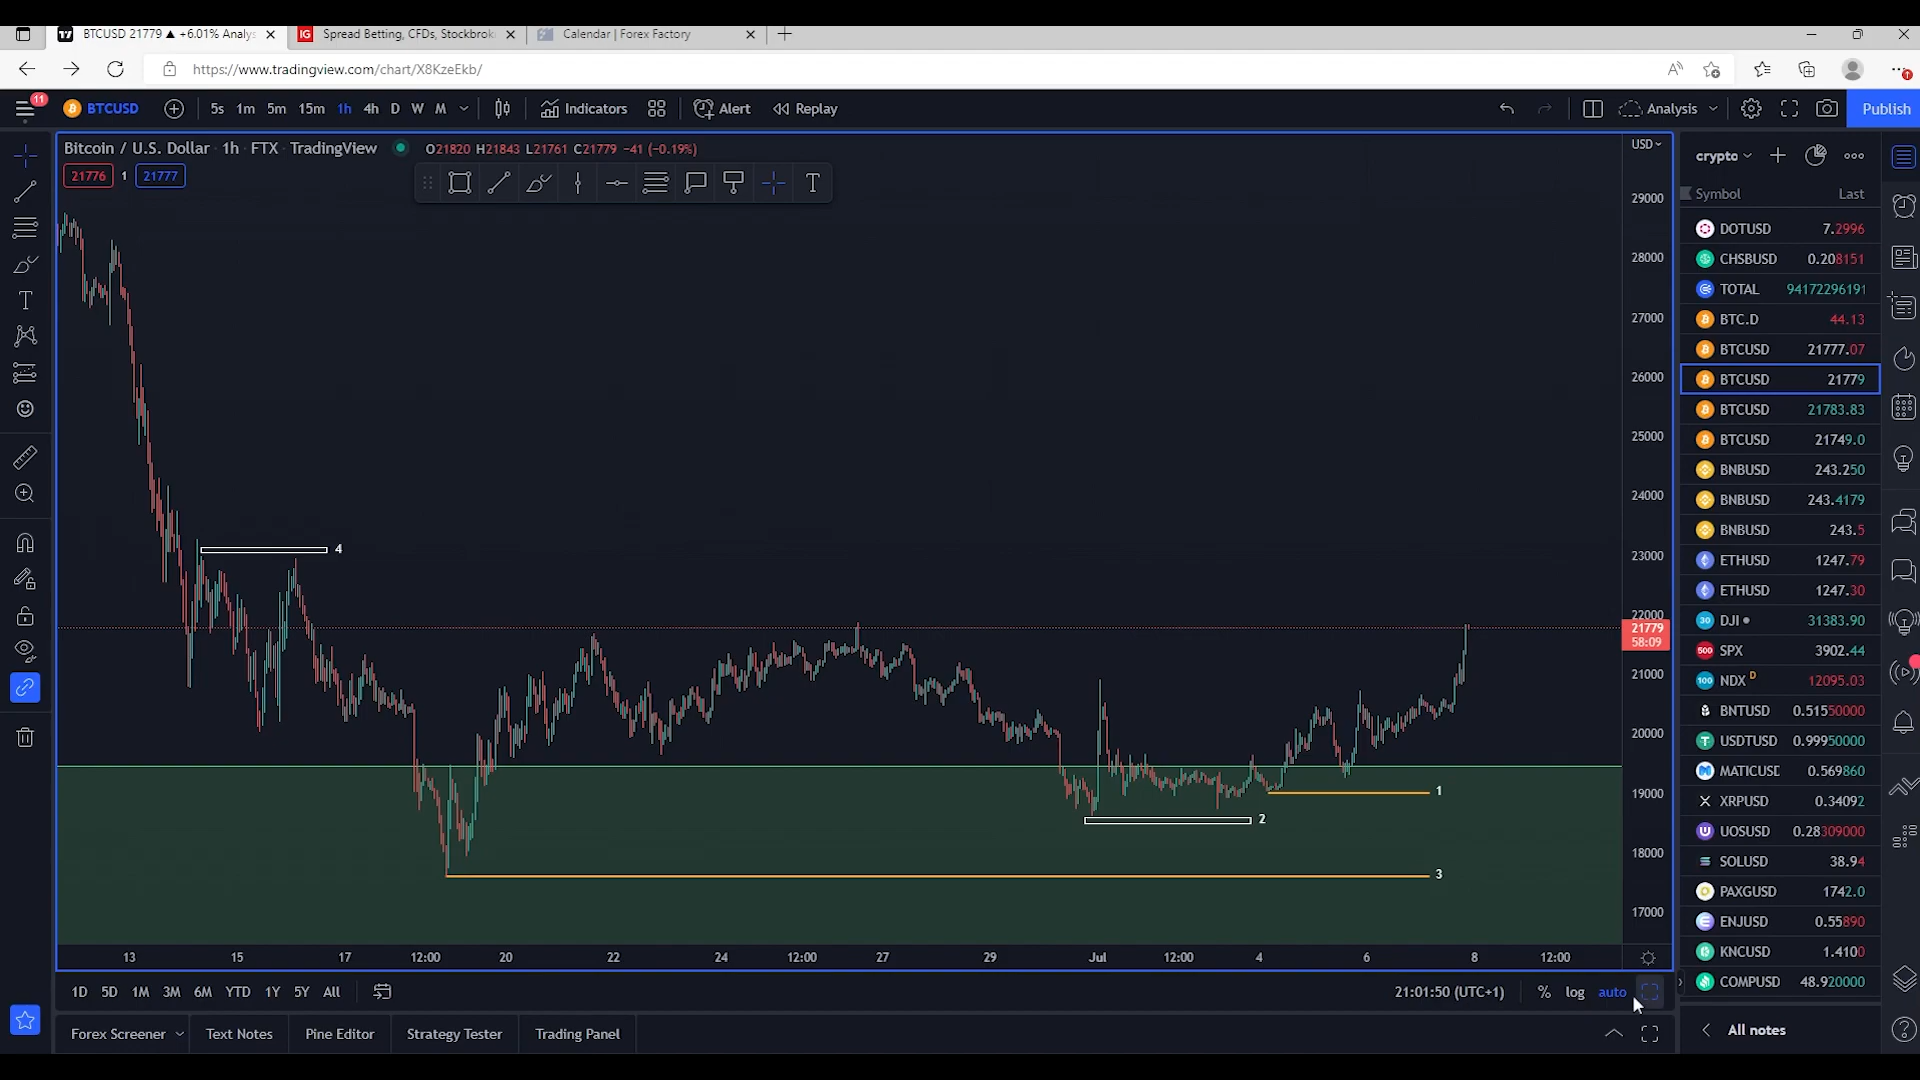 BTCUSD 21779 ▲ +6.01% Analys
IG Spread Betting, CFDs, Stockbrok
Calendar | Forex Factory
https://www.tradingview.com/chart/X8KzeEkb/
11
BTCUSD 5s 1m 5m 15m 1h 4h D W M Indicators Alert Replay Analysis Publish
Bitcoin / U.S. Dollar 1h FTX TradingView O21820 H21843 L21761 C21779 -41 (-0.19%)
21776 1 21777
T
USD
29000
28000
27000
26000
25000
24000
23000
22000
21779
58:09
21000
20000
19000
18000
17000
4
1
2
3
13 15 17 12:00 20 22 24 12:00 27 29 Jul 12:00 4 6 8 12:00
1D 5D 1M 3M 6M YTD 1Y 5Y All
21:01:50 (UTC+1) % log auto
Forex Screener Text Notes Pine Editor Strategy Tester Trading Panel
crypto
Symbol Last
DOTUSD 7.2996
CHSBUSD 0.208151
TOTAL 94172296191
BTC.D 44.13
BTCUSD 21777.07
BTCUSD 21779
BTCUSD 21783.83
BTCUSD 21749.0
BNBUSD 243.250
BNBUSD 243.4179
BNBUSD 243.5
ETHUSD 1247.79
ETHUSD 1247.30
30 DJI 31383.90
500 SPX 3902.44
100 NDX D 12095.03
BNTUSD 0.51550000
USDTUSD 0.99950000
MATICUSD 0.569860
XRPUSD 0.34092
UOSUSD 0.28309000
SOLUSD 38.94
PAXGUSD 1742.0
ENJUSD 0.55890
KNCUSD 1.4100
COMPUSD 48.920000
All notes